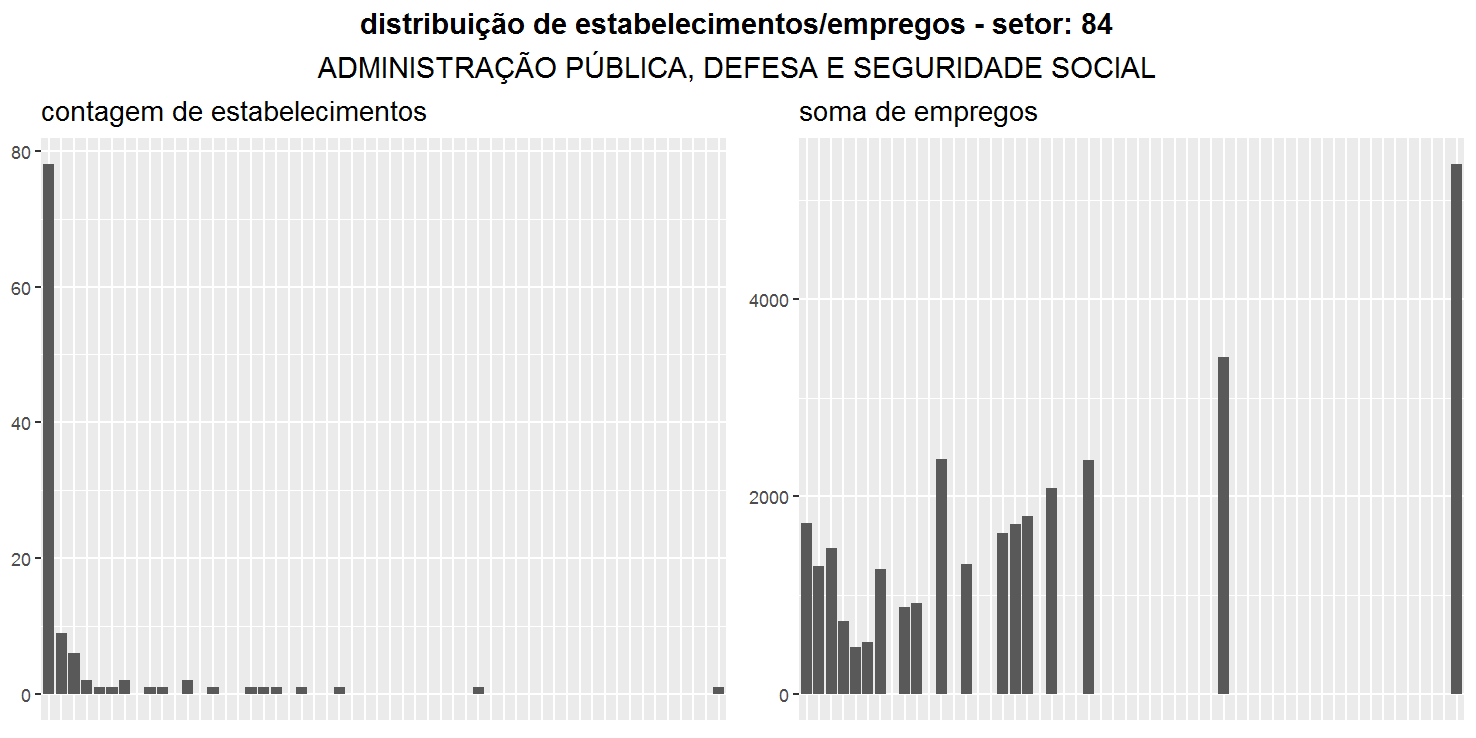 distribuição de estabelecimentos/empregos - setor: 84
ADMINISTRAÇÃO PÚBLICA, DEFESA E SEGURIDADE SOCIAL
contagem de estabelecimentos
80
60
40
20
0
soma de empregos
4000
2000
0